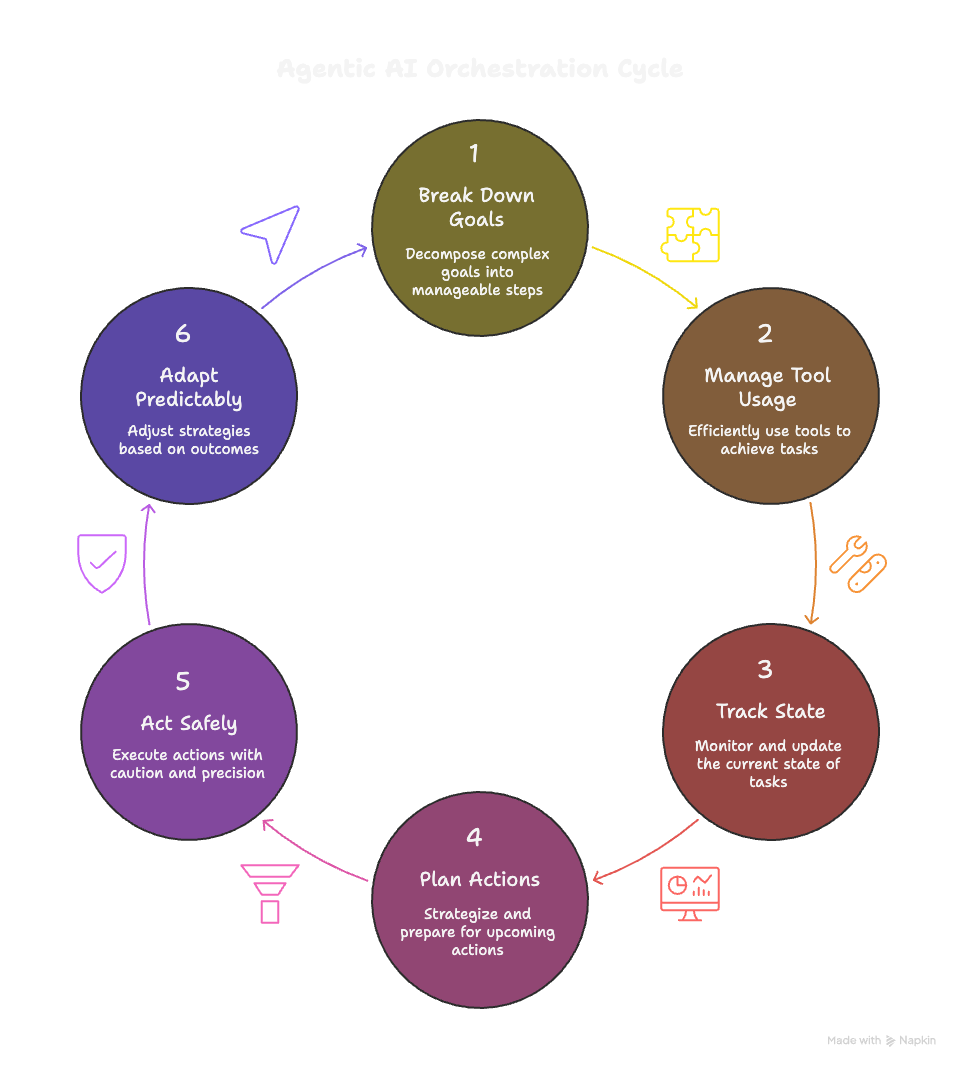 Agentic AI Orchestration Cycle
1
Break Down
Goals
Decompose complex
goals into
manageable steps
2
Manage Tool
Usage
Efficiently use tools to
achieve tasks
3
Track State
Monitor and update
the current state of
tasks
4
Plan Actions
Strategize and
prepare for upcoming
actions
5
Act Safely
Execute actions with
caution and precision
6
Adapt
Predictably
Adjust strategies
based on outcomes
Made with Napkin